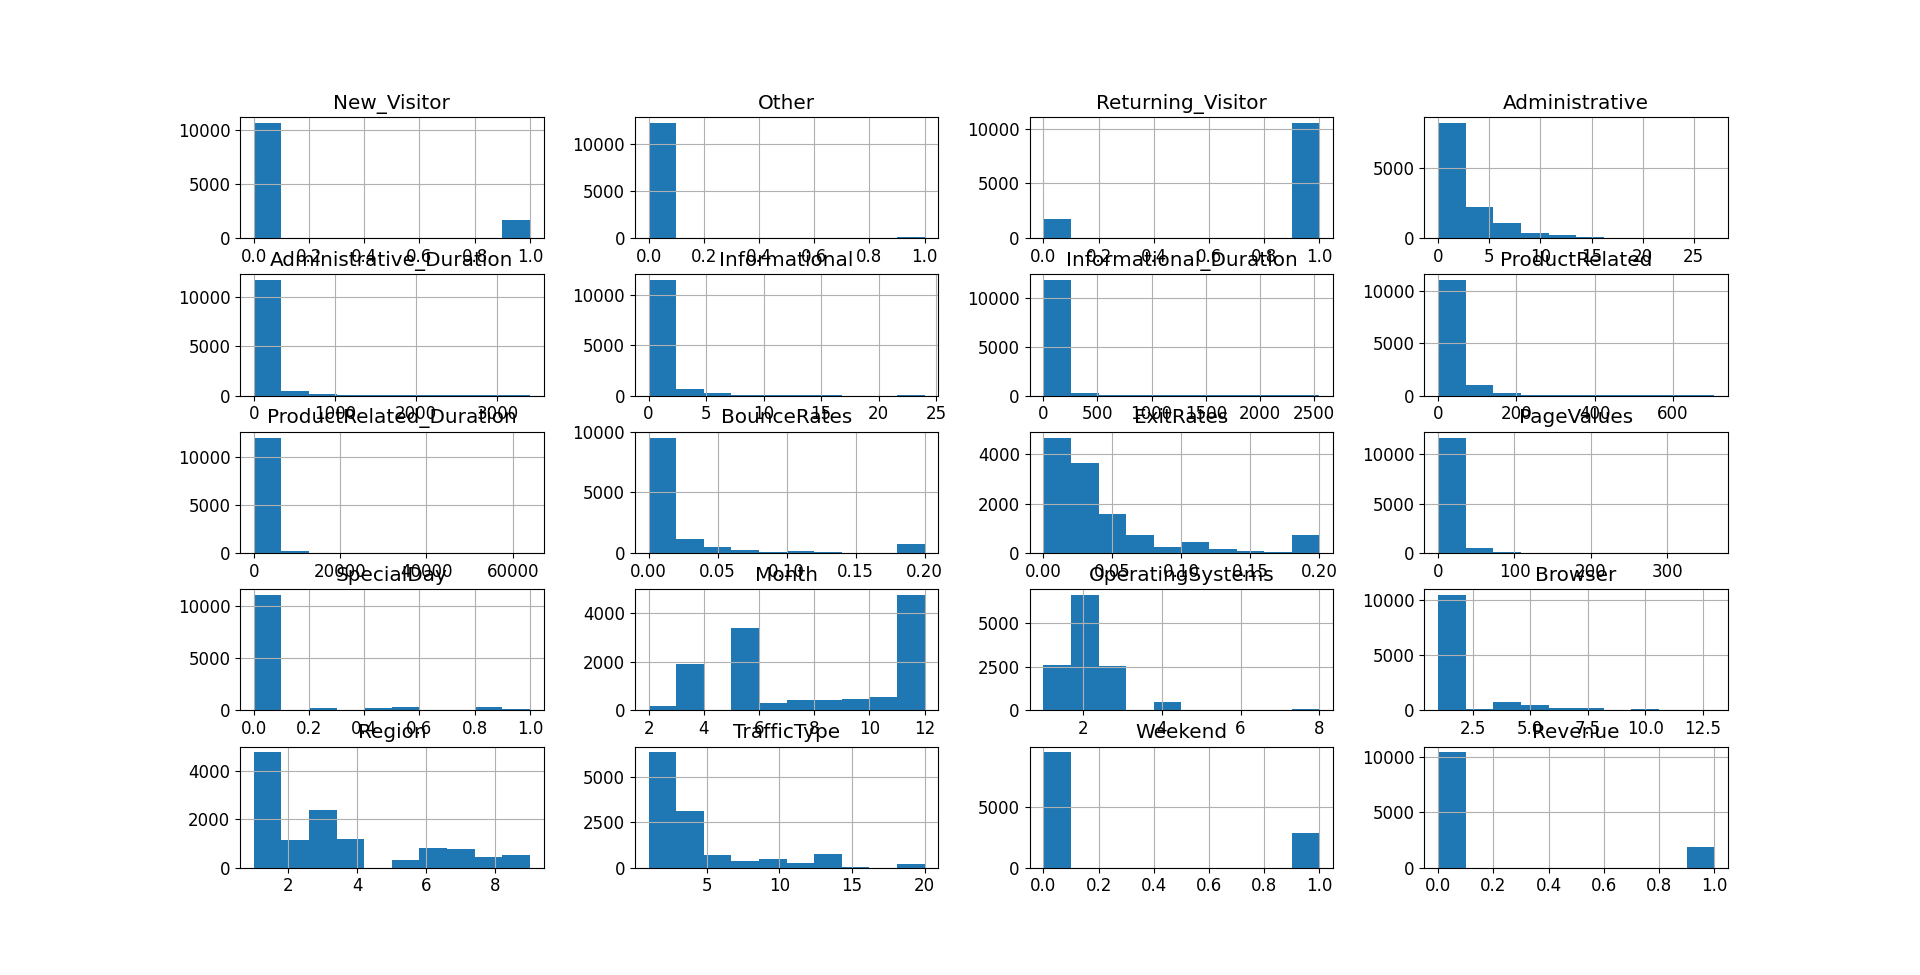 New_Visitor Other Returning_Visitor Administrative
10000 10000 10000
5000 5000 5000 5000
0 0 0 0
0.0 0.2 0.4 0.6 0.8 1.0 0.0 0.2 0.4 0.6 0.8 1.0 0.0 0.2 0.4 0.6 0.8 1.0 0 5 10 15 20 25
Administrative_Duration Informational Informational_Duration ProductRelated
10000 10000 10000 10000
5000 5000 5000 5000
0 0 0 0
0 1000 2000 3000 0 5 10 15 20 25 0 500 1000 1500 2000 2500 0 200 400 600
ProductRelated_Duration BounceRates ExitRates PageValues
10000 10000 4000 10000
5000 5000 2000 5000
0 0 0 0
0 20000 40000 60000 0.00 0.05 0.10 0.15 0.20 0.00 0.05 0.10 0.15 0.20 0 100 200 300
SpecialDay Month OperatingSystems Browser
10000 4000 5000 10000
5000 2000 2500 5000
0 0 0 0
0.0 0.2 0.4 0.6 0.8 1.0 2 4 6 8 10 12 2 4 6 8 2.5 5.0 7.5 10.0 12.5
Region TrafficType Weekend Revenue
4000 5000 5000 10000
2000 2500 5000
0 0 0 0
2 4 6 8 5 10 15 20 0.0 0.2 0.4 0.6 0.8 1.0 0.0 0.2 0.4 0.6 0.8 1.0